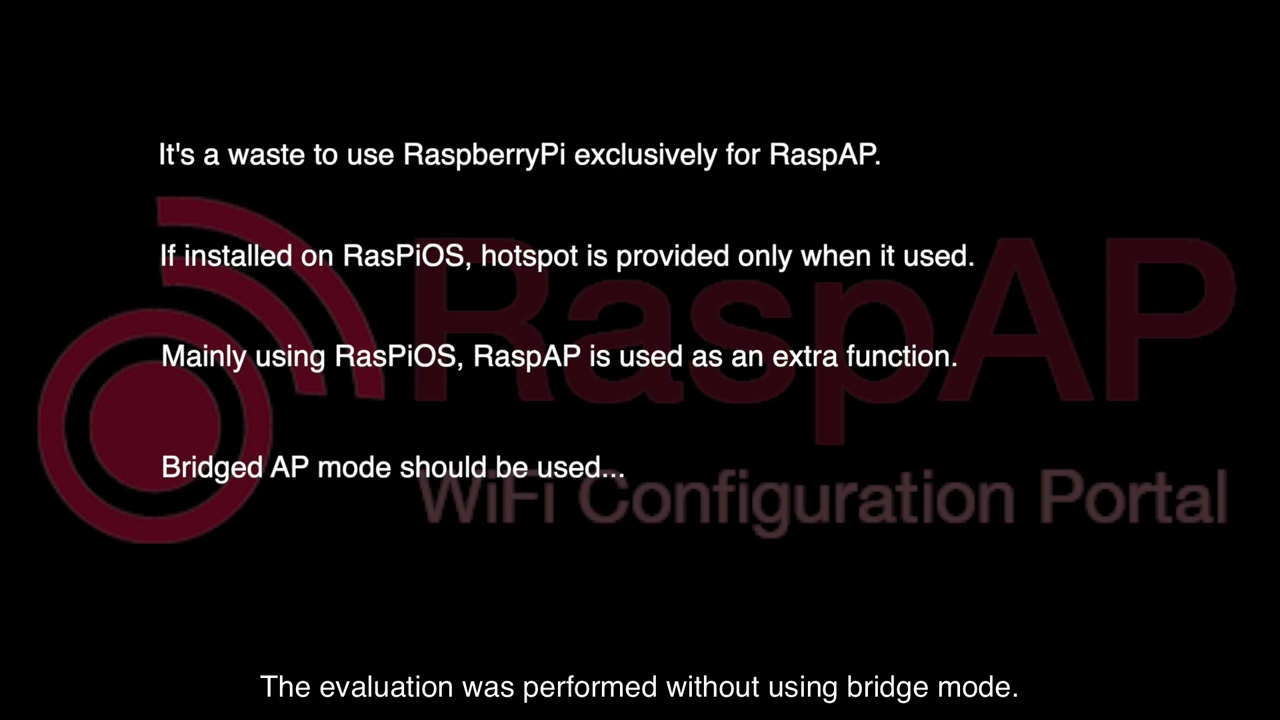 It's a waste to use RaspberryPi exclusively for RaspAP.
If installed on RasPiOS, hotspot is provided only when it used.
RaspAP
Mainly using RasPiOS, RaspAP is used as an extra function.
Bridged AP mode should be used...
WiFi Configuration Portal
The evaluation was performed without using bridge mode.